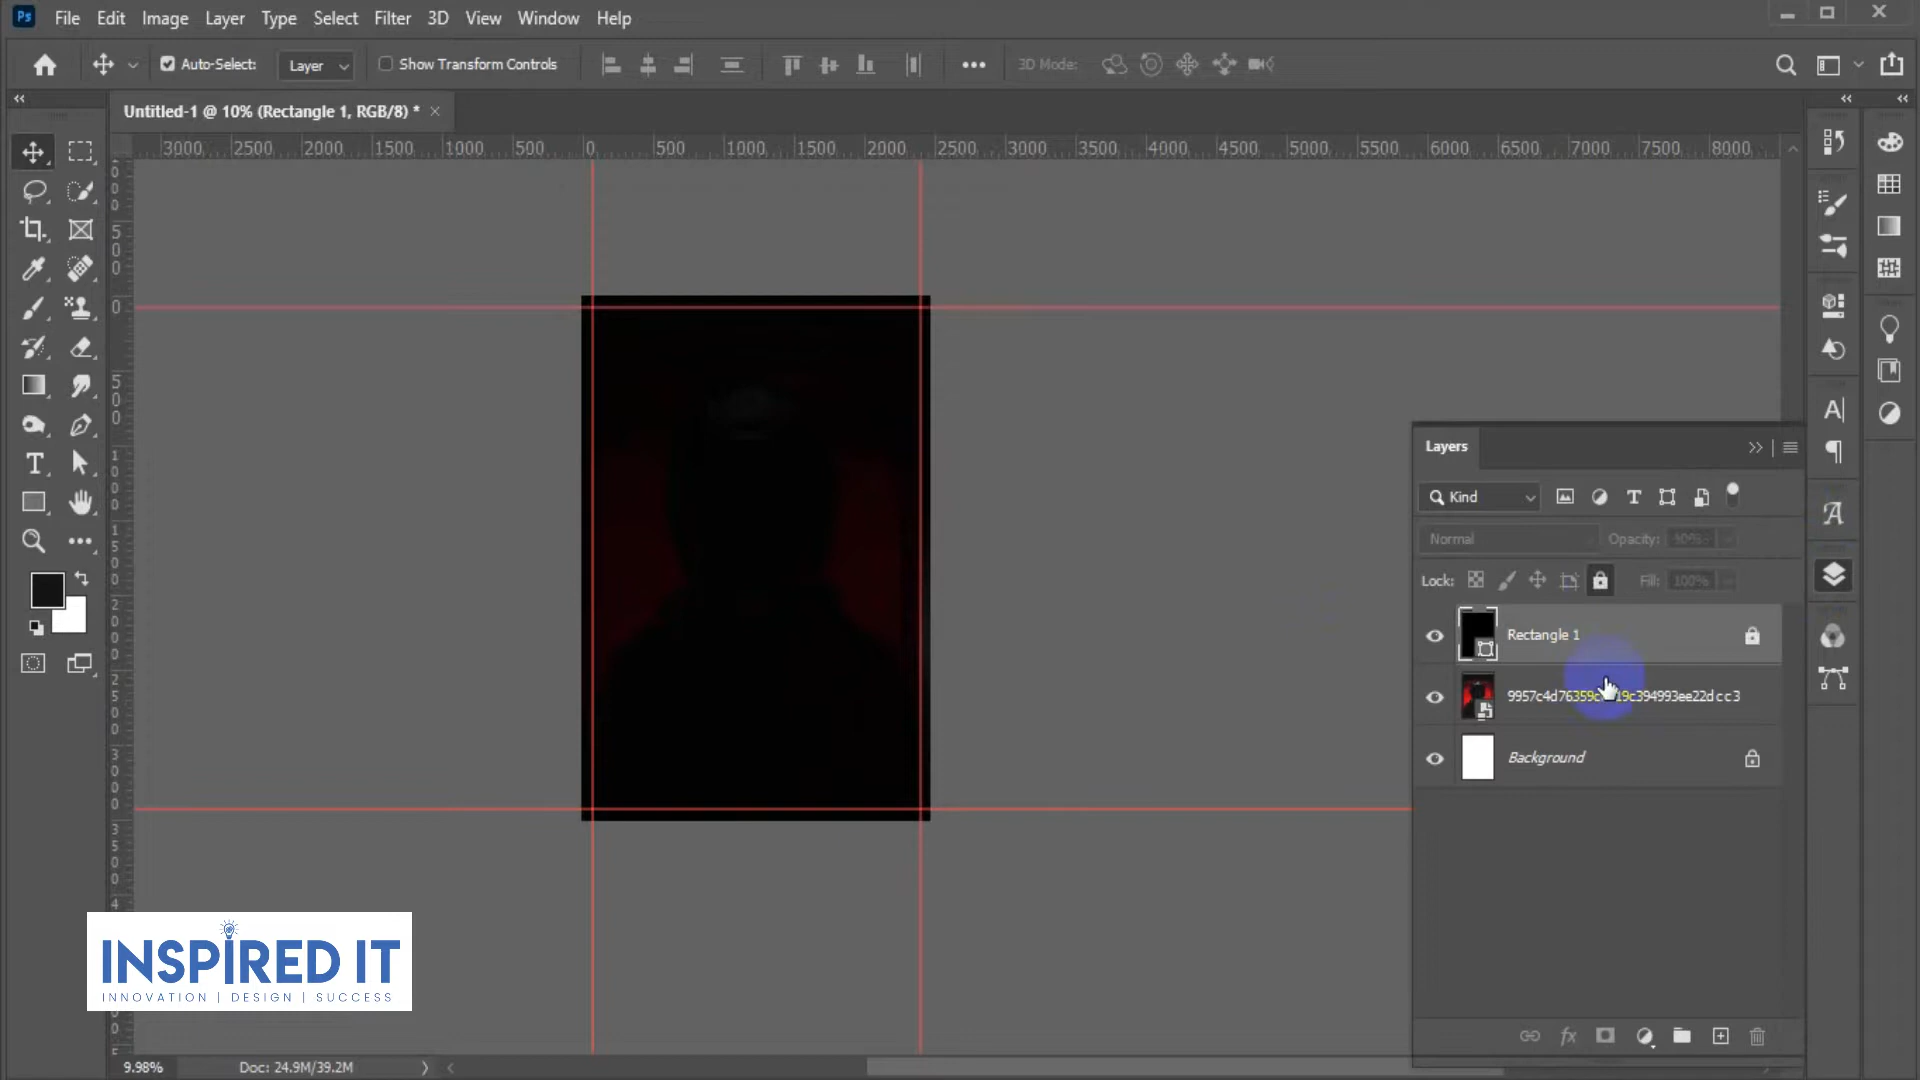 Ps File Edit Image Layer Type Select Filter 3D View Window Help
Auto-Select: Layer Show Transform Controls 3D Mode:
Untitled-1 @ 10% (Rectangle 1, RGB/8) *
3000 2500 2000 1500 1000 500 0 500 1000 1500 2000 2500 3000 3500 4000 4500 5000 5500 6000 6500 7000 7500 8000
Layers
Kind
Normal Opacity:
Lock: Fill: 100%
Rectangle 1
Background
INSPIRED IT
INNOVATION | DESIGN | SUCCESS
9.98% Doc: 24.9M/39.2M